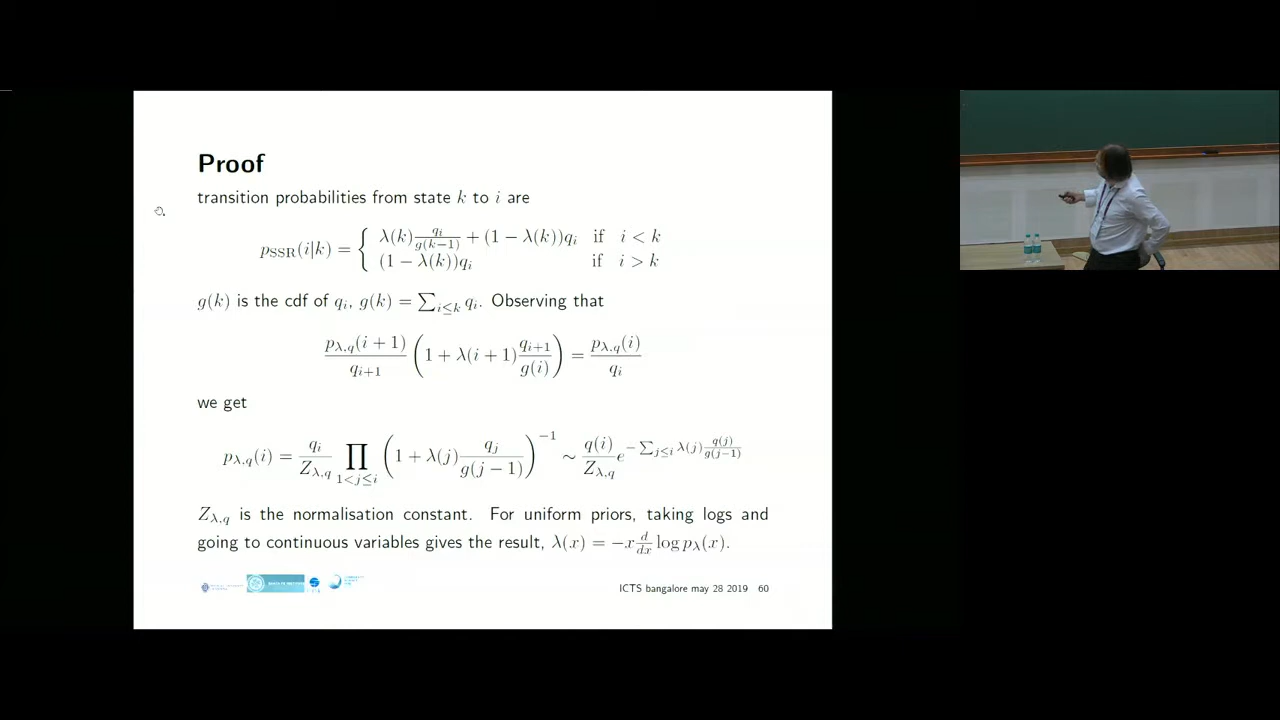 Proof
transition probabilities from state k to i are
p_SSR(i|k) = { λ(k) q_i/g(k−1) + (1 − λ(k))q_i if i < k
(1 − λ(k))q_i if i > k
g(k) is the cdf of q_i, g(k) = ∑_{i≤k} q_i. Observing that
p_{λ,q}(i+1)/q_{i+1} (1 + λ(i+1) q_{i+1}/g(i)) = p_{λ,q}(i)/q_i
we get
p_{λ,q}(i) = q_i/Z_{λ,q} ∏_{1<j≤i} (1 + λ(j) q_j/g(j−1))^{−1} ∼ q(i)/Z_{λ,q} e^{−∑_{j≤i} λ(j) q(j)/g(j−1)}
Z_{λ,q} is the normalisation constant. For uniform priors, taking logs and
going to continuous variables gives the result, λ(x) = −x d/dx log p_λ(x).
ICTS bangalore may 28 2019 60